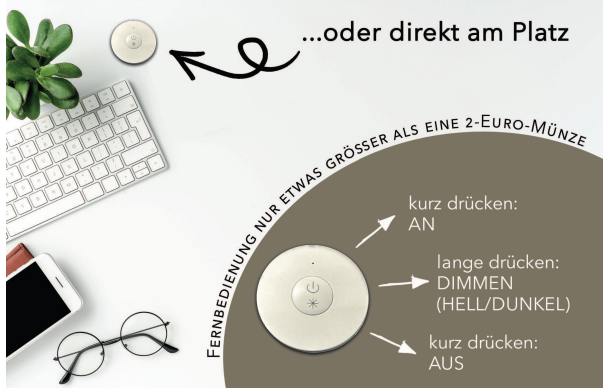 ...oder direkt am Platz
FERNBEDIENUNG NUR ETWAS GRÖSSER ALS EINE 2-EURO-MÜNZE
kurz drücken:
AN
lange drücken:
DIMMEN
(HELL/DUNKEL)
kurz drücken:
AUS